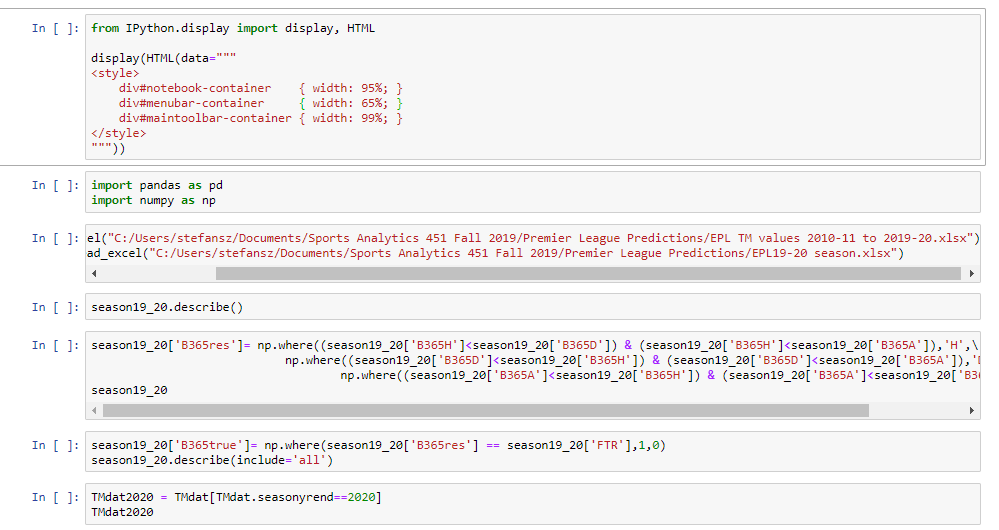 In [ ]: from IPython.display import display, HTML
display(HTML(data="""
<style>
    div#notebook-container    { width: 95%; }
    div#menubar-container     { width: 65%; }
    div#maintoolbar-container { width: 99%; }
</style>
"""))
In [ ]: import pandas as pd
import numpy as np
In [ ]: el("C:/Users/stefansz/Documents/Sports Analytics 451 Fall 2019/Premier League Predictions/EPL TM values 2010-11 to 2019-20.xlsx")
ad_excel("C:/Users/stefansz/Documents/Sports Analytics 451 Fall 2019/Premier League Predictions/EPL19-20 season.xlsx")
In [ ]: season19_20.describe()
In [ ]: season19_20['B365res']= np.where((season19_20['B365H']<season19_20['B365D']) & (season19_20['B365H']<season19_20['B365A']),'H',\
np.where((season19_20['B365D']<season19_20['B365H']) & (season19_20['B365D']<season19_20['B365A']),'
np.where((season19_20['B365A']<season19_20['B365H']) & (season19_20['B365A']<season19_20['B3
season19_20
In [ ]: season19_20['B365true']= np.where(season19_20['B365res'] == season19_20['FTR'],1,0)
season19_20.describe(include='all')
In [ ]: TMdat2020 = TMdat[TMdat.seasonyrend==2020]
TMdat2020